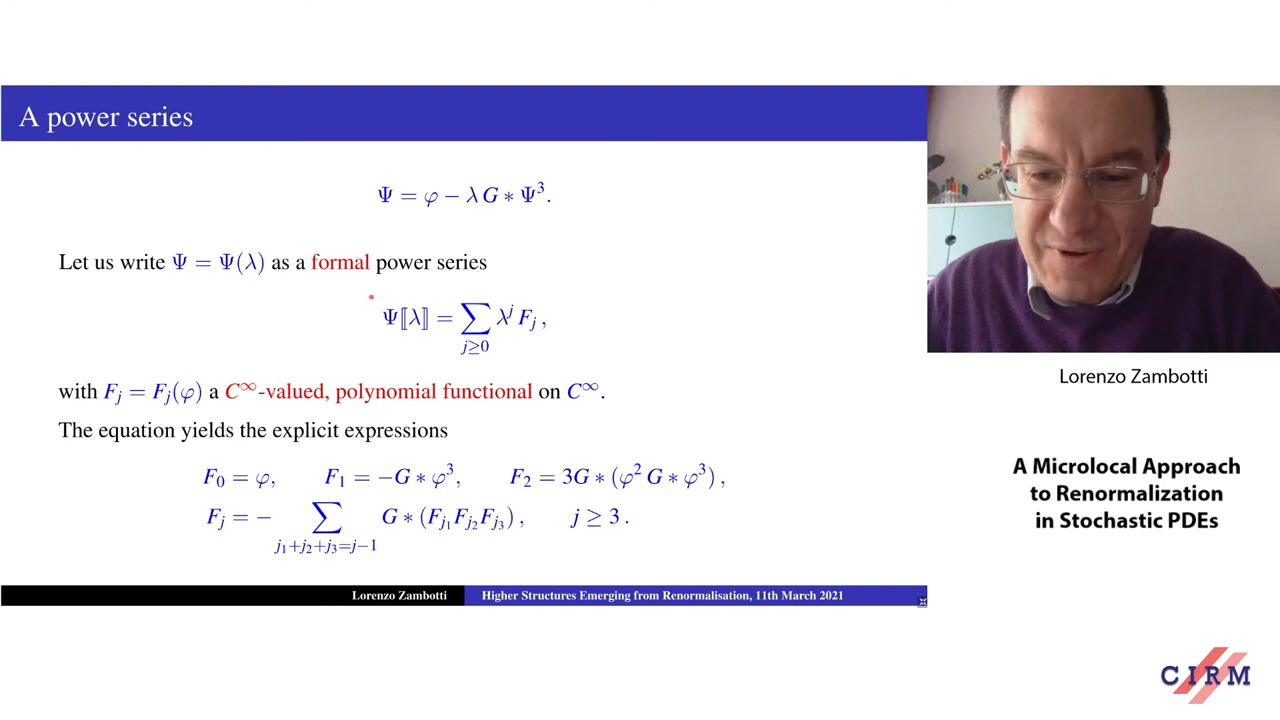 A power series
Ψ = φ − λ G ∗ Ψ³.
Let us write Ψ = Ψ(λ) as a formal power series
Ψ⟦λ⟧ = ∑_{j≥0} λ^j F_j ,
with F_j = F_j(φ) a C^∞-valued, polynomial functional on C^∞.
The equation yields the explicit expressions
F_0 = φ,    F_1 = −G ∗ φ³,    F_2 = 3G ∗ (φ² G ∗ φ³) ,
F_j = − ∑_{j_1+j_2+j_3=j−1} G ∗ (F_{j_1} F_{j_2} F_{j_3}) ,    j ≥ 3 .
Lorenzo Zambotti    Higher Structures Emerging from Renormalisation, 11th March 2021
Lorenzo Zambotti
A Microlocal Approach
to Renormalization
in Stochastic PDEs
CIRM